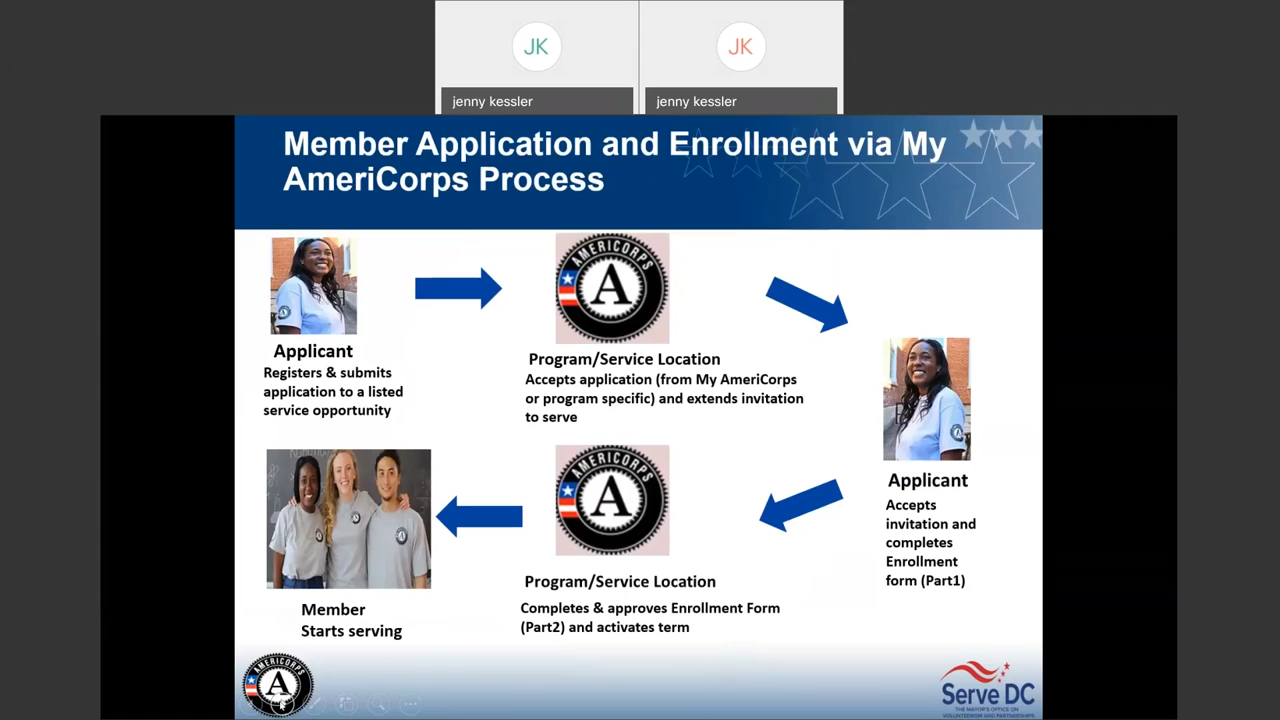 JK
JK
jenny kessler
jenny kessler
Member Application and Enrollment via My
AmeriCorps Process
AMERICORPS
A
Applicant
Registers & submits
application to a listed
service opportunity
Program/Service Location
Accepts application (from My AmeriCorps
or program specific) and extends invitation
to serve
Applicant
Accepts
invitation and
completes
Enrollment
form (Part1)
AMERICORPS
A
Program/Service Location
Completes & approves Enrollment Form
(Part2) and activates term
Member
Starts serving
AMERICORPS
A
Serve DC
THE MAYOR'S OFFICE ON
VOLUNTEERISM AND PARTNERSHIPS